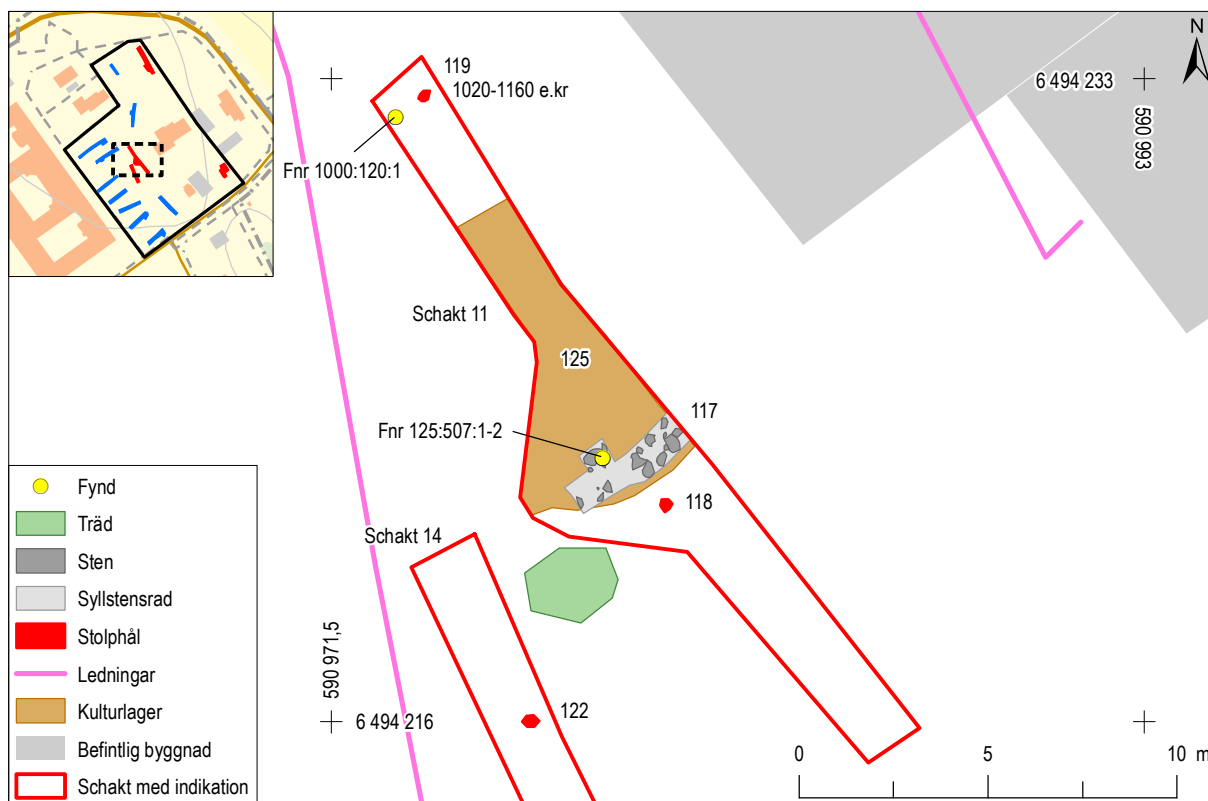 N
119
1020-1160 e.kr
6 494 233
590 993
Fnr 1000:120:1
Schakt 11
125
117
Fnr 125:507:1-2
118
Schakt 14
590 971,5
6 494 216
122
Fynd
Träd
Sten
Syllstensrad
Stolphål
Ledningar
Kulturlager
Befintlig byggnad
Schakt med indikation
0 5 10 m